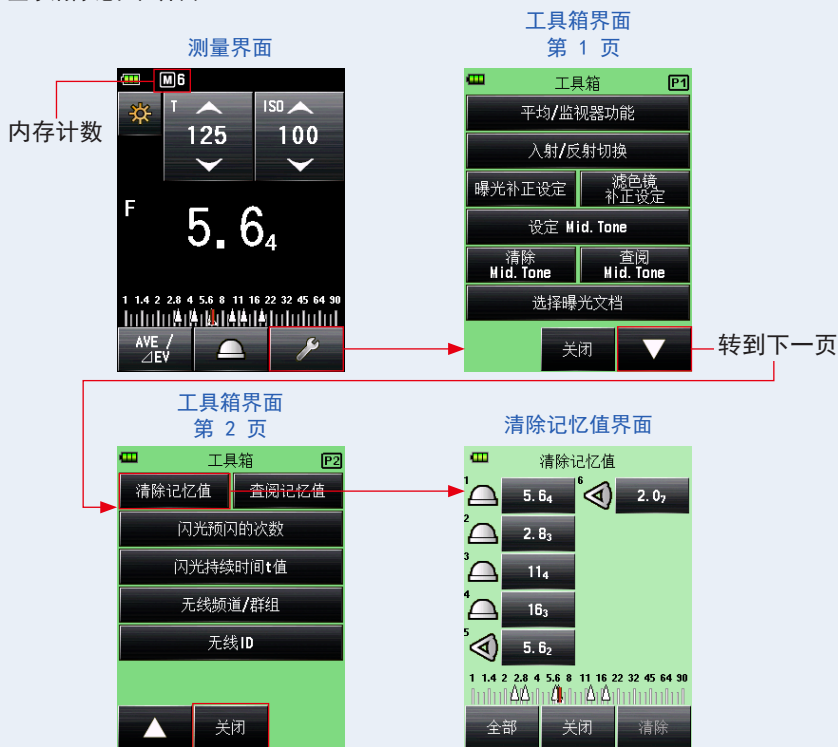 测量界面
M6
内存计数
T
125
ISO
100
F
5.6₄
1 1.4 2 2.8 4 5.6 8 11 16 22 32 45 64 90
AVE /
⊿EV
工具箱界面
第 1 页
工具箱
P1
平均/监视器功能
入射/反射切换
曝光补正设定
滤色镜
补正设定
设定 Mid. Tone
清除
Mid. Tone
查阅
Mid. Tone
选择曝光文档
关闭
转到下一页
工具箱界面
第 2 页
工具箱
P2
清除记忆值
查阅记忆值
闪光预闪的次数
闪光持续时间t值
无线频道/群组
无线ID
关闭
清除记忆值界面
清除记忆值
1 5.6₄
6 2.0₇
2 2.8₃
3 11₄
4 16₃
5 5.6₂
1 1.4 2 2.8 4 5.6 8 11 16 22 32 45 64 90
全部
关闭
清除